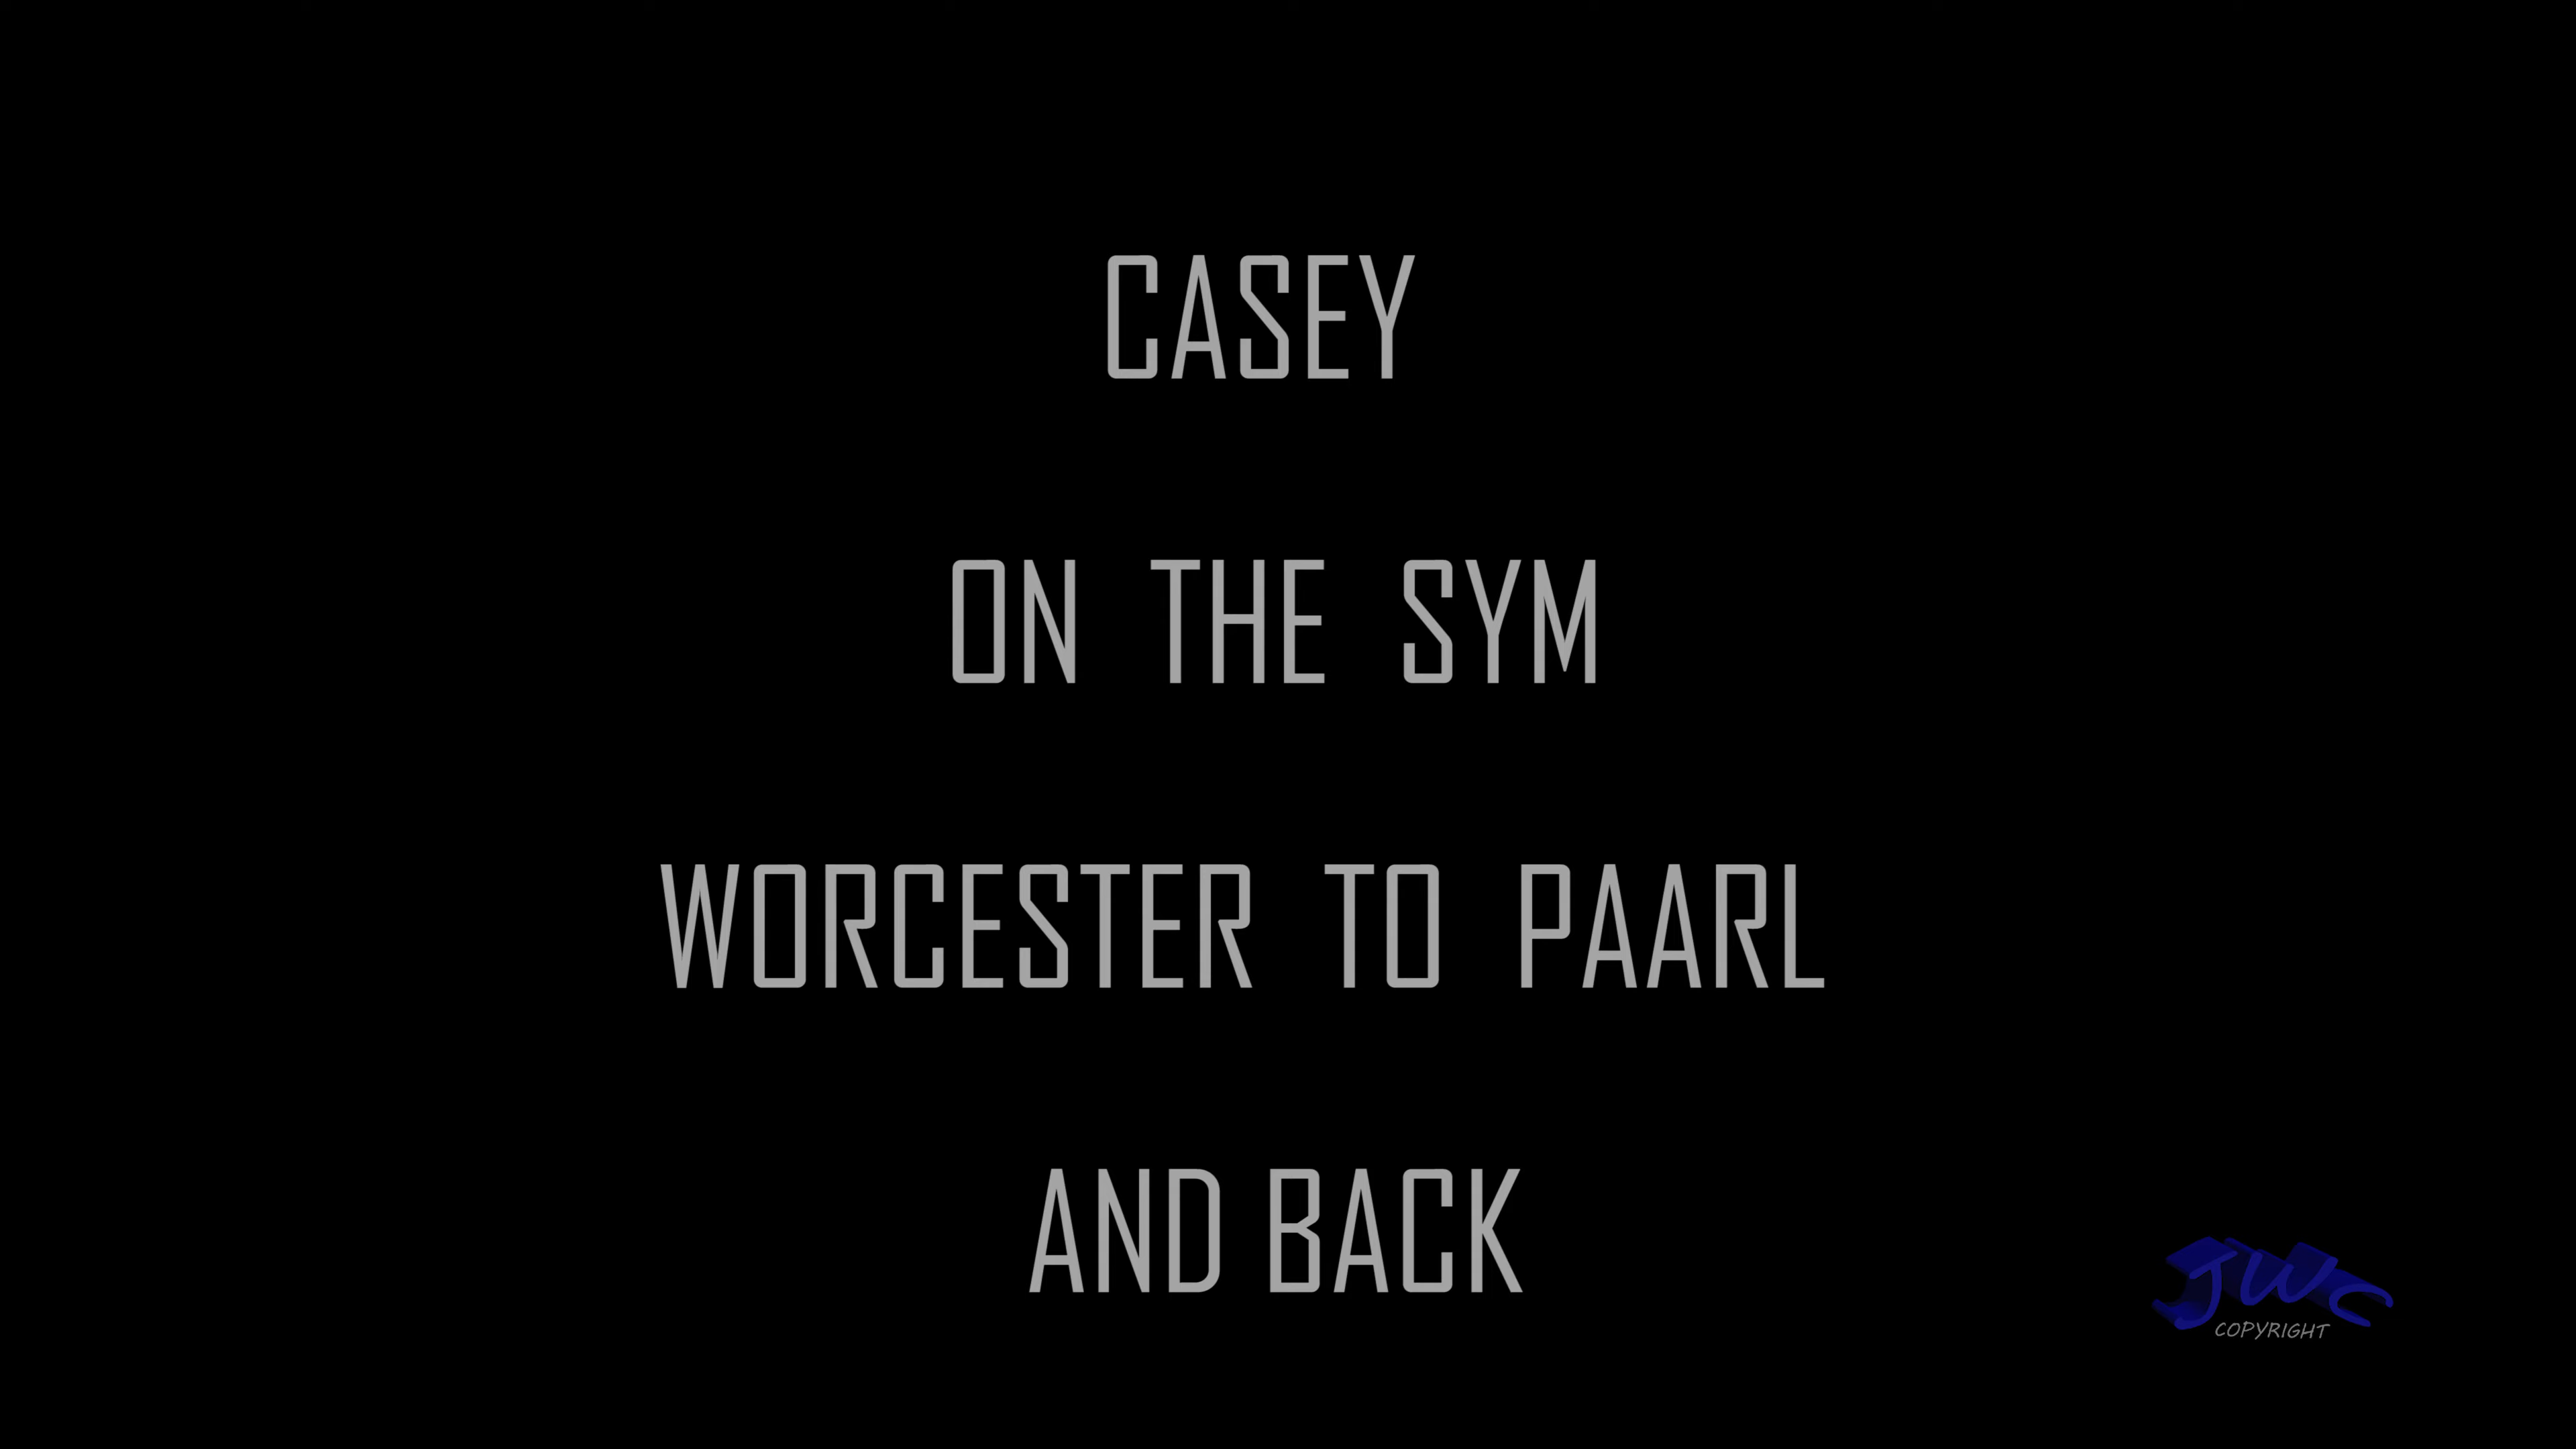 CASEY
ON THE SYM
WORCESTER TO PAARL
AND BACK
JWC
COPYRIGHT